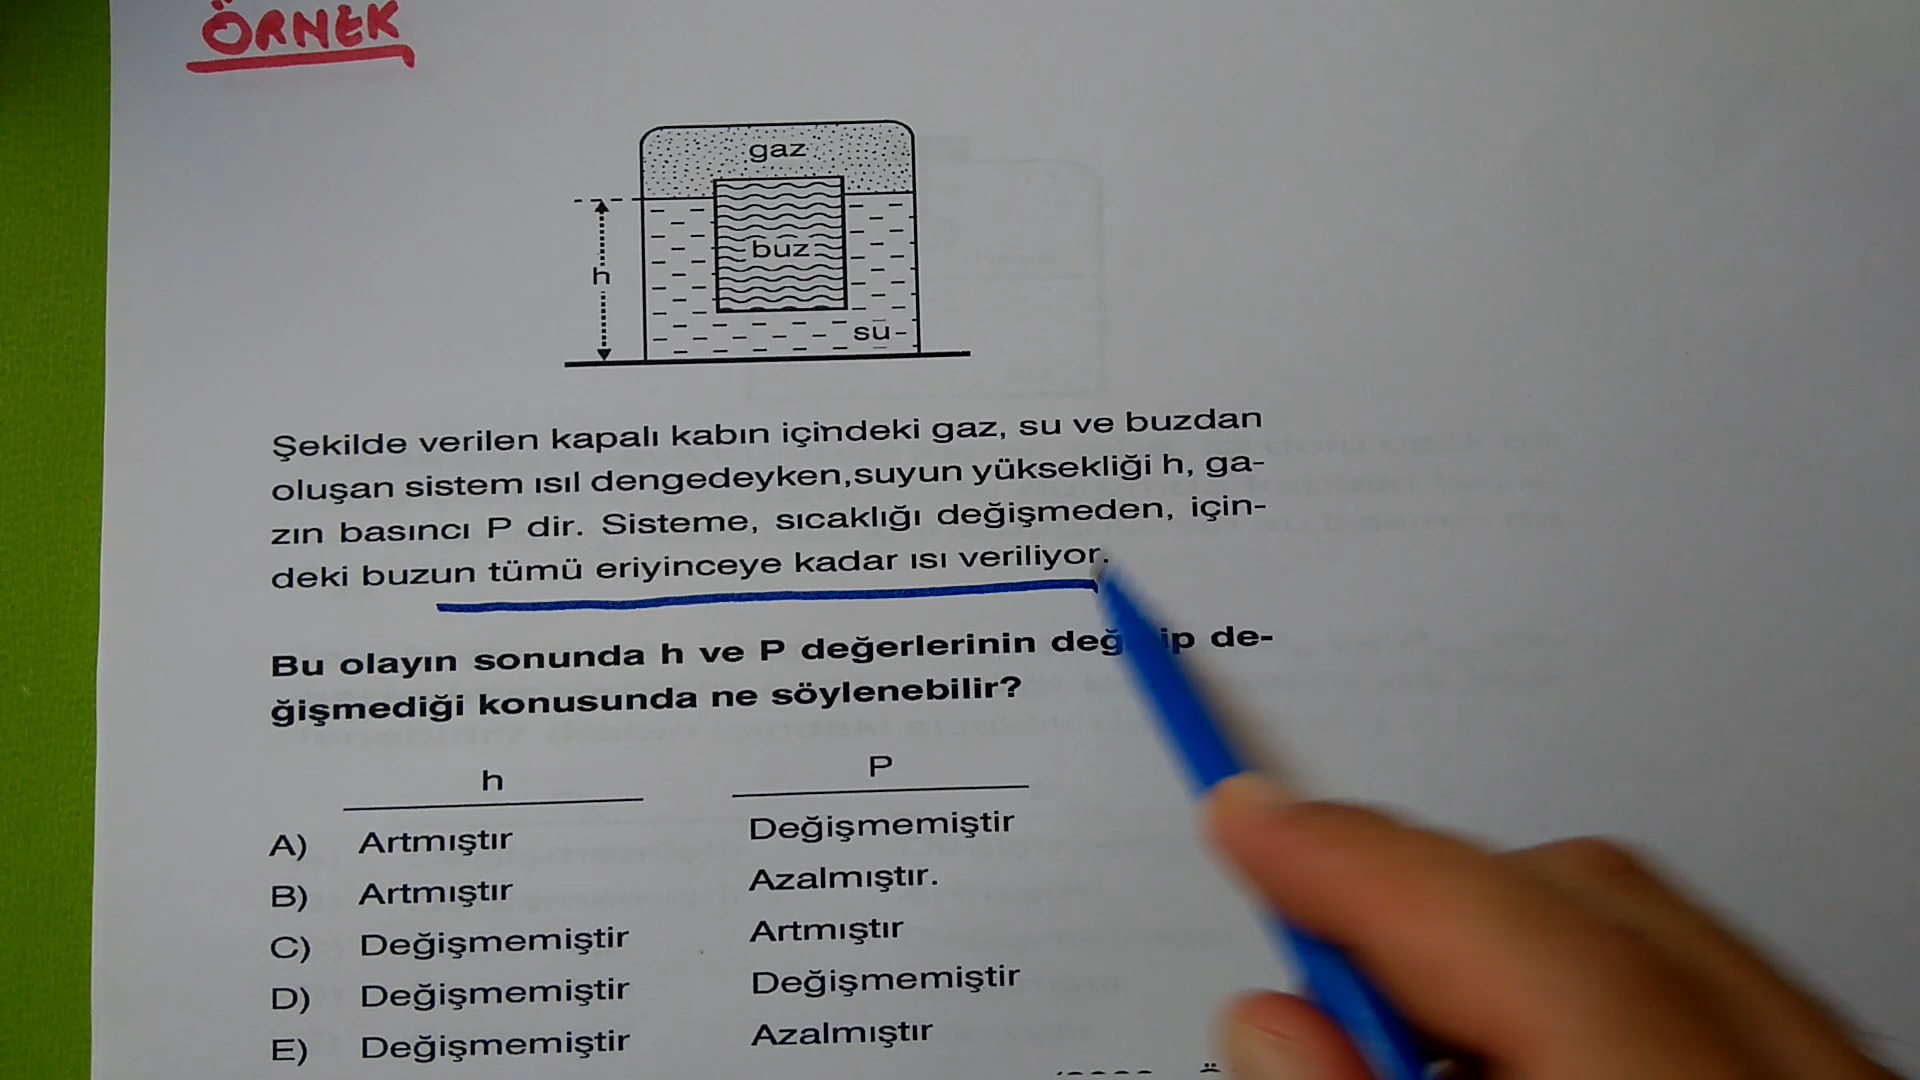 ÖRNEK
gaz
buz
h
su
Şekilde verilen kapalı kabın içindeki gaz, su ve buzdan
oluşan sistem ısıl dengedeyken,suyun yüksekliği h, ga-
zın basıncı P dir. Sisteme, sıcaklığı değişmeden, için-
deki buzun tümü eriyinceye kadar ısı veriliyor.
Bu olayın sonunda h ve P değerlerinin de-
ğişmediği konusunda ne söylenebilir?
h P
A) Artmıştır Değişmemiştir
B) Artmıştır Azalmıştır.
C) Değişmemiştir Artmıştır
D) Değişmemiştir Değişmemiştir
E) Değişmemiştir Azalmıştır